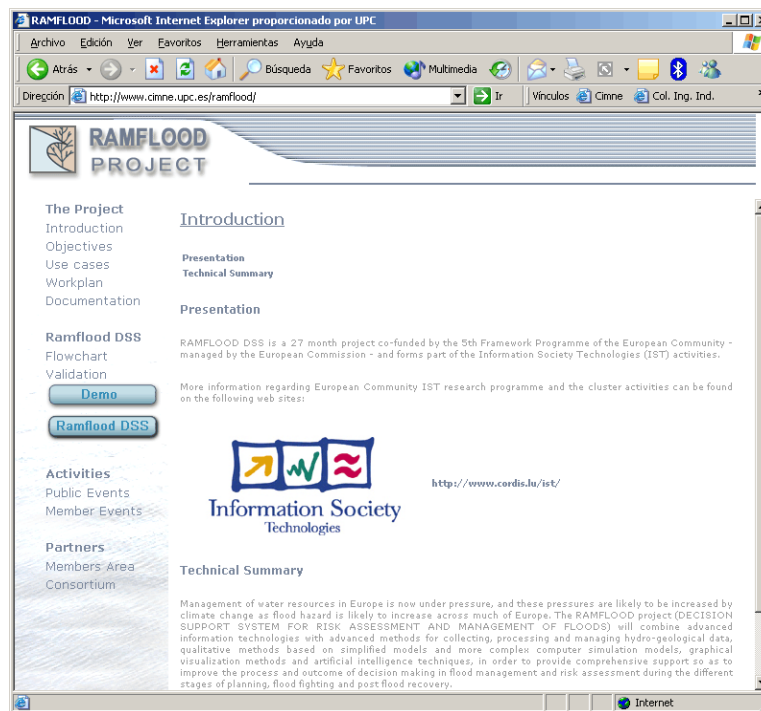 RAMFLOOD - Microsoft Internet Explorer proporcionado por UPC
Archivo Edición Ver Favoritos Herramientas Ayuda
Atrás Búsqueda Favoritos Multimedia
Dirección http://www.cimne.upc.es/ramflood/ Ir Vínculos Cimne Col. Ing. Ind.
RAMFLOOD
PROJECT
The Project
Introduction
Objectives
Use cases
Workplan
Documentation
Ramflood DSS
Flowchart
Validation
Demo
Ramflood DSS
Activities
Public Events
Member Events
Partners
Members Area
Consortium
Introduction
Presentation
Technical Summary
Presentation
RAMFLOOD DSS is a 27 month project co-funded by the 5th Framework Programme of the European Community -
managed by the European Commission - and forms part of the Information Society Technologies (IST) activities.
More information regarding European Community IST research programme and the cluster activities can be found
on the following web sites:
Information Society
Technologies
http://www.cordis.lu/ist/
Technical Summary
Management of water resources in Europe is now under pressure, and these pressures are likely to be increased by
climate change as flood hazard is likely to increase across much of Europe. The RAMFLOOD project (DECISION
SUPPORT SYSTEM FOR RISK ASSESSMENT AND MANAGEMENT OF FLOODS) will combine advanced
information technologies with advanced methods for collecting, processing and managing hydro-geological data,
qualitative methods based on simplified models and more complex computer simulation models, graphical
visualization methods and artificial intelligence techniques, in order to provide comprehensive support so as to
improve the process and outcome of decision making in flood management and risk assessment during the different
stages of planning, flood fighting and post flood recovery.
Internet